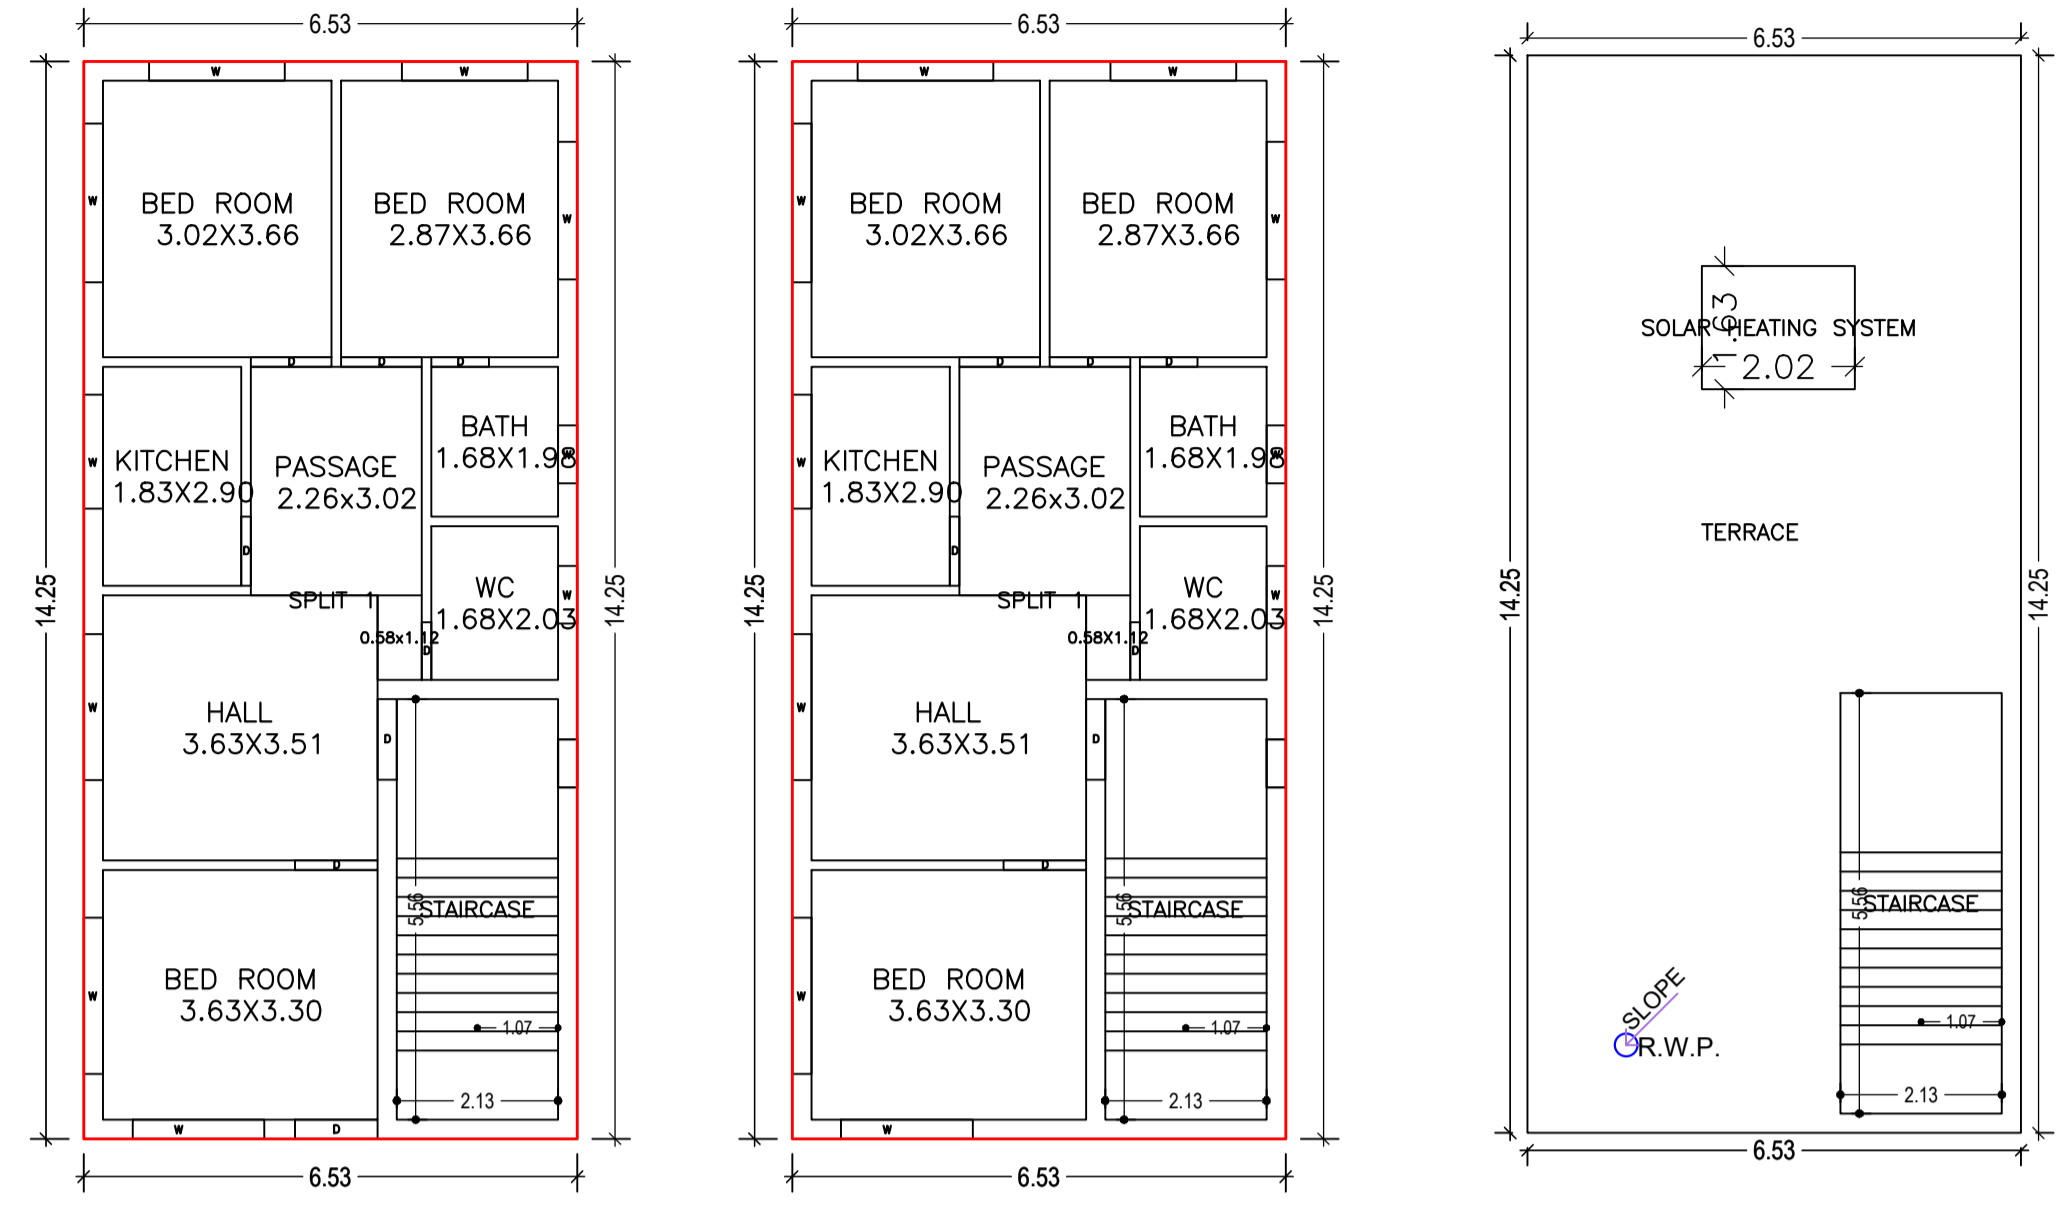 6.53
W
W
W
W
BED ROOM
3.02X3.66
BED ROOM
2.87X3.66
D
D
D
KITCHEN
1.83X2.90
W
D
PASSAGE
2.26x3.02
BATH
1.68X1.98
W
14.25
14.25
SPLIT 1
0.58x1.12
WC
1.68X2.03
W
D
HALL
3.63X3.51
W
D
D
5.56
STAIRCASE
BED ROOM
3.63X3.30
W
1.07
2.13
W
D
6.53
6.53
W
W
W
W
BED ROOM
3.02X3.66
BED ROOM
2.87X3.66
D
D
D
KITCHEN
1.83X2.90
W
D
PASSAGE
2.26x3.02
BATH
1.68X1.98
W
14.25
14.25
SPLIT 1
0.58X1.12
WC
1.68X2.03
W
D
HALL
3.63X3.51
W
D
D
5.56
STAIRCASE
BED ROOM
3.63X3.30
W
1.07
2.13
W
6.53
6.53
1.63
SOLAR HEATING SYSTEM
2.02
TERRACE
14.25
14.25
5.56
STAIRCASE
SLOPE
R.W.P.
1.07
2.13
6.53